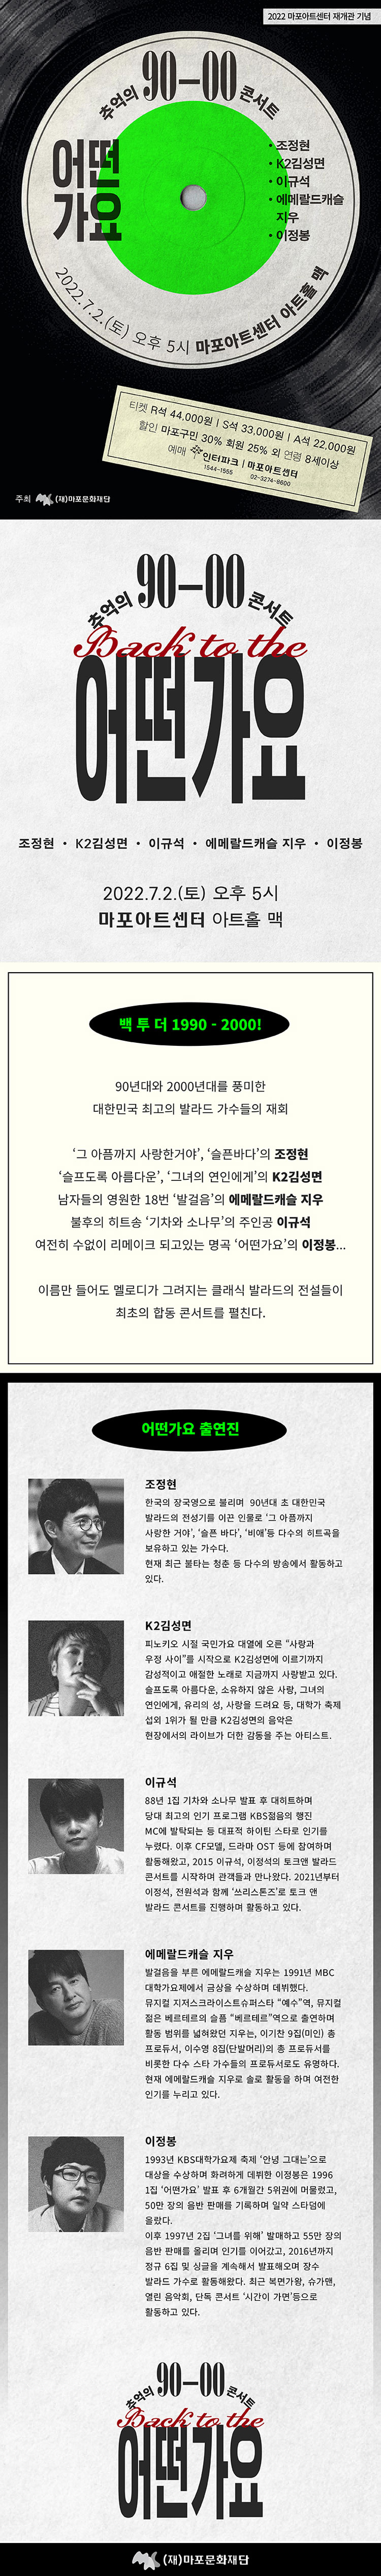 2022 마포아트센터 재개관 기념
추억의 90–00 콘서트
어떤
가요
• 조정현
• K2김성면
• 이규석
• 에메랄드캐슬
지우
• 이정봉
2022.7.2.(토) 오후 5시 마포아트센터 아트홀 맥
티켓 R석 44,000원 | S석 33,000원 | A석 22,000원
할인 마포구민 30% 회원 25% 외 연령 8세이상
예매 인터파크 | 마포아트센터
1544-1555 02-3274-8600
주최 (재)마포문화재단
추억의 90–00 콘서트
Back to the
어떤가요
조정현 • K2김성면 • 이규석 • 에메랄드캐슬 지우 • 이정봉
2022.7.2.(토) 오후 5시
마포아트센터 아트홀 맥
백 투 더 1990 - 2000!
90년대와 2000년대를 풍미한
대한민국 최고의 발라드 가수들의 재회
‘그 아픔까지 사랑한거야’, ‘슬픈바다’의 조정현
‘슬프도록 아름다운’, ‘그녀의 연인에게’의 K2김성면
남자들의 영원한 18번 ‘발걸음’의 에메랄드캐슬 지우
불후의 히트송 ‘기차와 소나무’의 주인공 이규석
여전히 수없이 리메이크 되고있는 명곡 ‘어떤가요’의 이정봉...
이름만 들어도 멜로디가 그려지는 클래식 발라드의 전설들이
최초의 합동 콘서트를 펼친다.
어떤가요 출연진
조정현
한국의 장국영으로 불리며 90년대 초 대한민국
발라드의 전성기를 이끈 인물로 ‘그 아픔까지
사랑한 거야’, ‘슬픈 바다’, ‘비애’등 다수의 히트곡을
보유하고 있는 가수다.
현재 최근 불타는 청춘 등 다수의 방송에서 활동하고
있다.
K2김성면
피노키오 시절 국민가요 대열에 오른 “사랑과
우정 사이”를 시작으로 K2김성면에 이르기까지
감성적이고 애절한 노래로 지금까지 사랑받고 있다.
슬프도록 아름다운, 소유하지 않은 사랑, 그녀의
연인에게, 유리의 성, 사랑을 드려요 등, 대학가 축제
섭외 1위가 될 만큼 K2김성면의 음악은
현장에서의 라이브가 더한 감동을 주는 아티스트.
이규석
88년 1집 기차와 소나무 발표 후 대히트하며
당대 최고의 인기 프로그램 KBS젊음의 행진
MC에 발탁되는 등 대표적 하이틴 스타로 인기를
누렸다. 이후 CF모델, 드라마 OST 등에 참여하며
활동해왔고, 2015 이규석, 이정석의 토크앤 발라드
콘서트를 시작하며 관객들과 만나왔다. 2021년부터
이정석, 전원석과 함께 ‘쓰리스톤즈’로 토크 앤
발라드 콘서트를 진행하며 활동하고 있다.
에메랄드캐슬 지우
발걸음을 부른 에메랄드캐슬 지우는 1991년 MBC
대학가요제에서 금상을 수상하며 데뷔했다.
뮤지컬 지저스크라이스트슈퍼스타 “예수”역, 뮤지컬
젊은 베르테르의 슬픔 “베르테르”역으로 출연하며
활동 범위를 넓혀왔던 지우는, 이기찬 9집(미인) 총
프로듀서, 이수영 8집(단발머리)의 총 프로듀서를
비롯한 다수 스타 가수들의 프로듀서로도 유명하다.
현재 에메랄드캐슬 지우로 솔로 활동을 하며 여전한
인기를 누리고 있다.
이정봉
1993년 KBS대학가요제 축제 ‘안녕 그대는’으로
대상을 수상하며 화려하게 데뷔한 이정봉은 1996
1집 ‘어떤가요’ 발표 후 6개월간 5위권에 머물렀고,
50만 장의 음반 판매를 기록하며 일약 스타덤에
올랐다.
이후 1997년 2집 ‘그녀를 위해’ 발매하고 55만 장의
음반 판매를 올리며 인기를 이어갔고, 2016년까지
정규 6집 및 싱글을 계속해서 발표해오며 장수
발라드 가수로 활동해왔다. 최근 복면가왕, 슈가맨,
열린 음악회, 단독 콘서트 ‘시간이 가면’등으로
활동하고 있다.
추억의 90–00 콘서트
Back to the
어떤가요
(재)마포문화재단